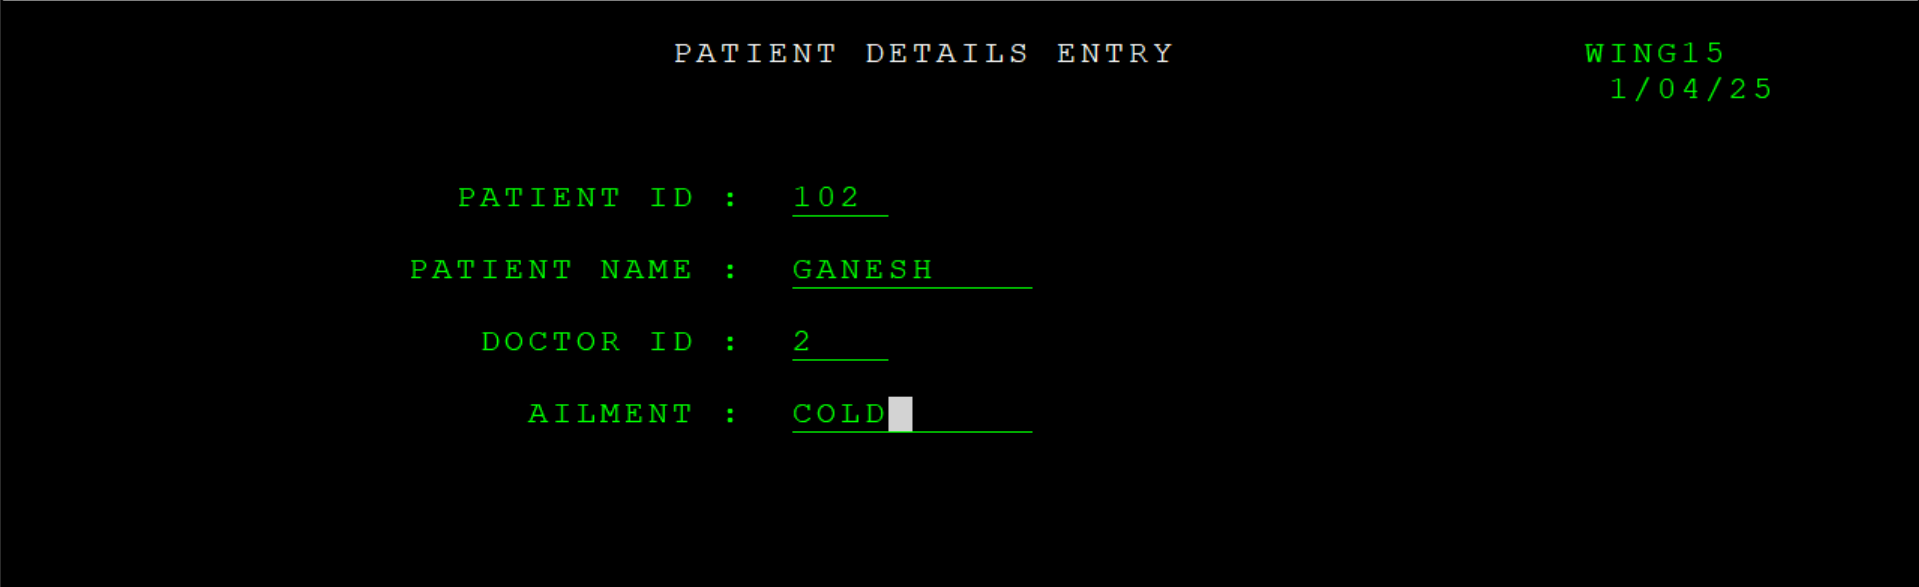 PATIENT DETAILS ENTRY WING15
1/04/25
PATIENT ID : 102
PATIENT NAME : GANESH
DOCTOR ID : 2
AILMENT : COLD